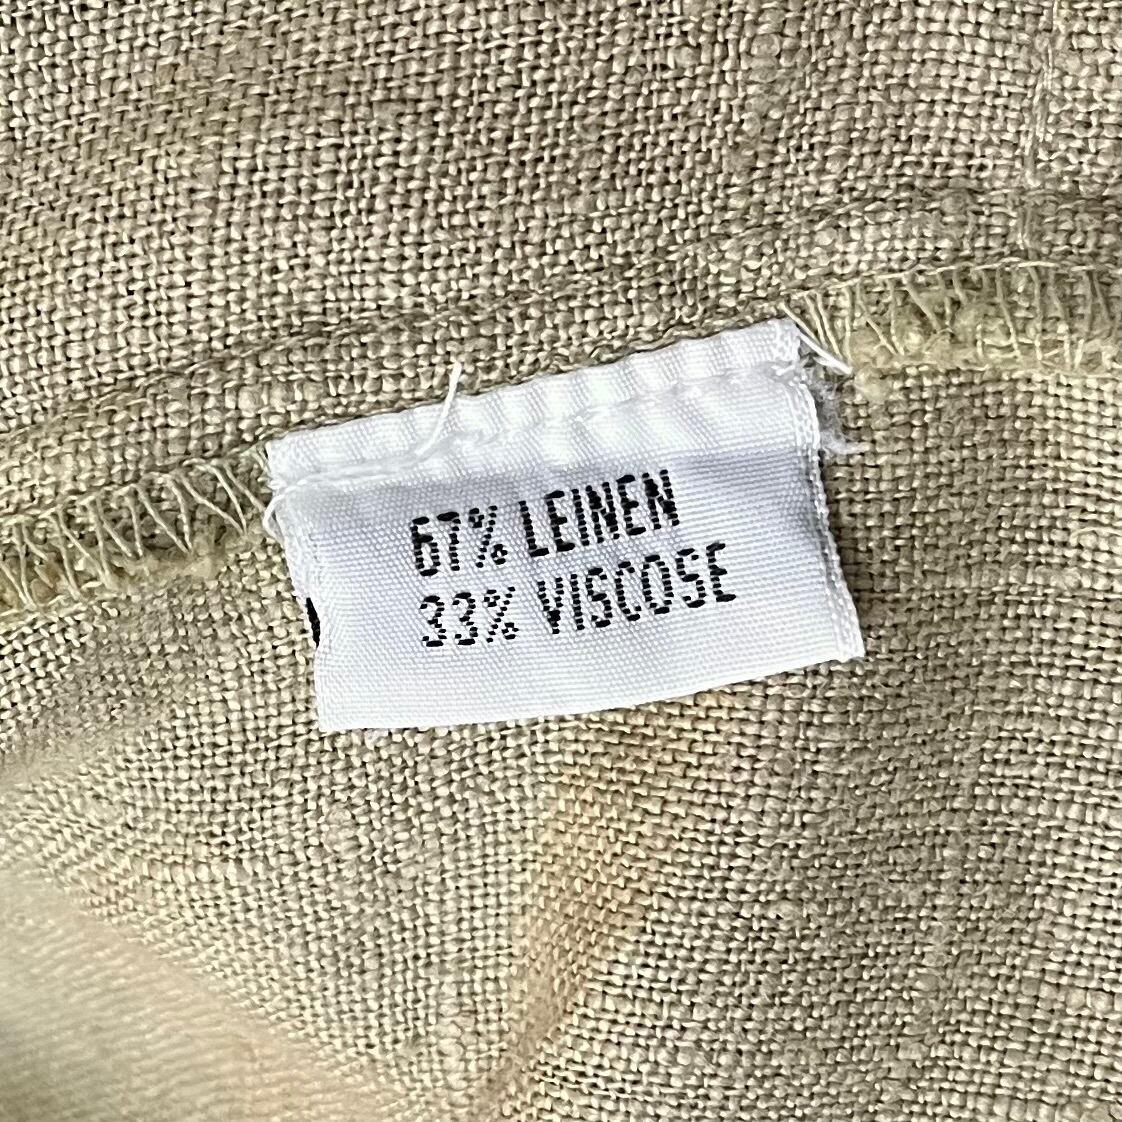 67% LEINEN
33% VISCOSE